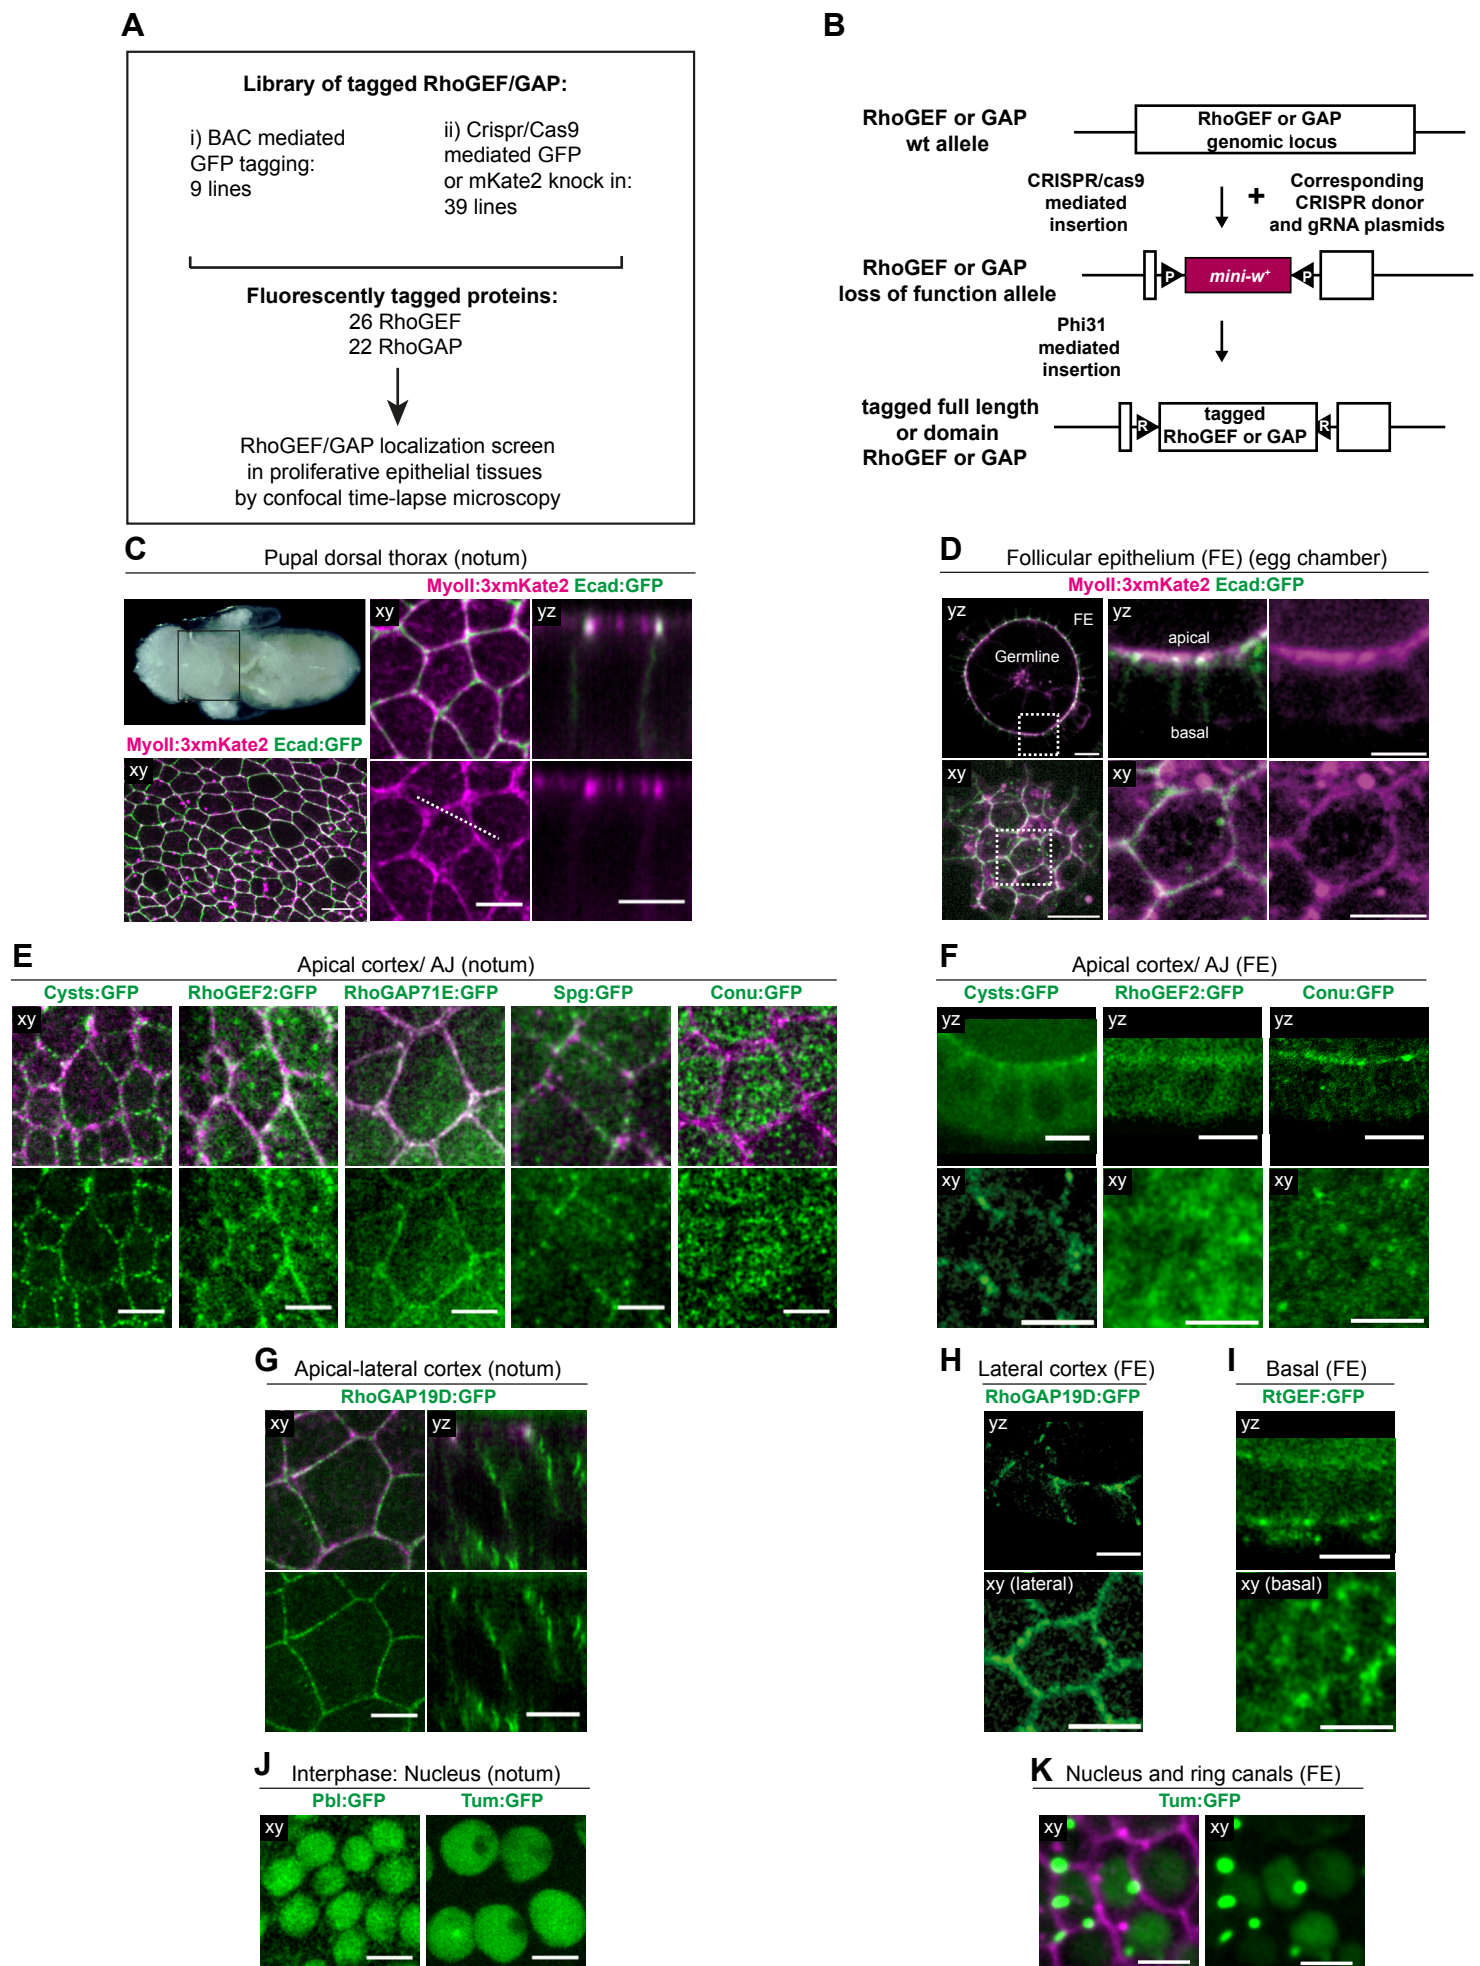 A
Library of tagged RhoGEF/GAP:
i) BAC mediated
GFP tagging:
9 lines
ii) Crispr/Cas9
mediated GFP
or mKate2 knock in:
39 lines
Fluorescently tagged proteins:
26 RhoGEF
22 RhoGAP
RhoGEF/GAP localization screen
in proliferative epithelial tissues
by confocal time-lapse microscopy
B
RhoGEF or GAP
wt allele
RhoGEF or GAP
genomic locus
CRISPR/cas9
mediated
insertion
+
Corresponding
CRISPR donor
and gRNA plasmids
RhoGEF or GAP
loss of function allele
P
mini-w+
P
Phi31
mediated
insertion
tagged full length
or domain
RhoGEF or GAP
R
tagged
RhoGEF or GAP
R
C
Pupal dorsal thorax (notum)
MyoII:3xmKate2 Ecad:GFP
xy
yz
MyoII:3xmKate2 Ecad:GFP
xy
D
Follicular epithelium (FE) (egg chamber)
MyoII:3xmKate2 Ecad:GFP
yz
FE
Germline
yz
apical
basal
xy
xy
E
Apical cortex/ AJ (notum)
Cysts:GFP
RhoGEF2:GFP
RhoGAP71E:GFP
Spg:GFP
Conu:GFP
xy
F
Apical cortex/ AJ (FE)
Cysts:GFP
RhoGEF2:GFP
Conu:GFP
yz
yz
yz
xy
xy
xy
G
Apical-lateral cortex (notum)
RhoGAP19D:GFP
xy
yz
H
Lateral cortex (FE)
RhoGAP19D:GFP
yz
xy (lateral)
I
Basal (FE)
RtGEF:GFP
yz
xy (basal)
J
Interphase: Nucleus (notum)
Pbl:GFP
Tum:GFP
xy
K
Nucleus and ring canals (FE)
Tum:GFP
xy
xy